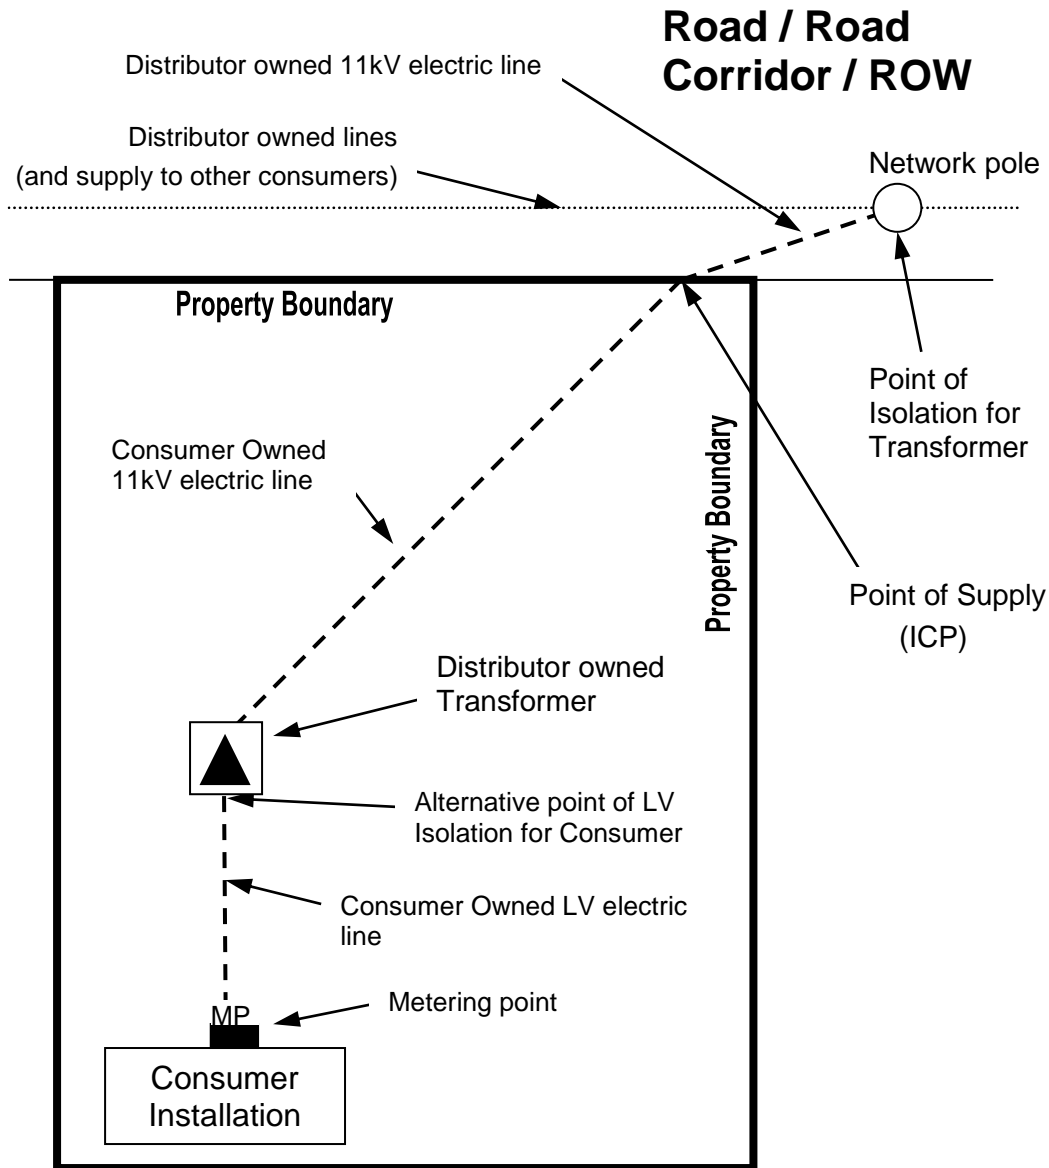 Road / Road
Corridor / ROW
Distributor owned 11kV electric line
Distributor owned lines
(and supply to other consumers)
Network pole
Property Boundary
Point of
Isolation for
Transformer
Consumer Owned
11kV electric line
Property Boundary
Point of Supply
(ICP)
Distributor owned
Transformer
Alternative point of LV
Isolation for Consumer
Consumer Owned LV electric
line
Metering point
MP
Consumer
Installation